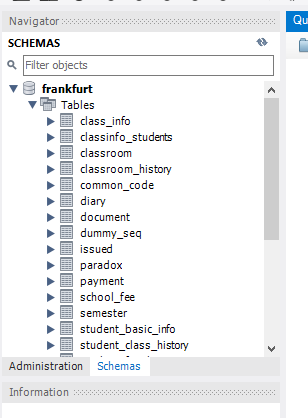 Navigator
Qu
SCHEMAS
Filter objects
frankfurt
Tables
class_info
classinfo_students
classroom
classroom_history
common_code
diary
document
dummy_seq
issued
paradox
payment
school_fee
semester
student_basic_info
student_class_history
Administration Schemas
Information